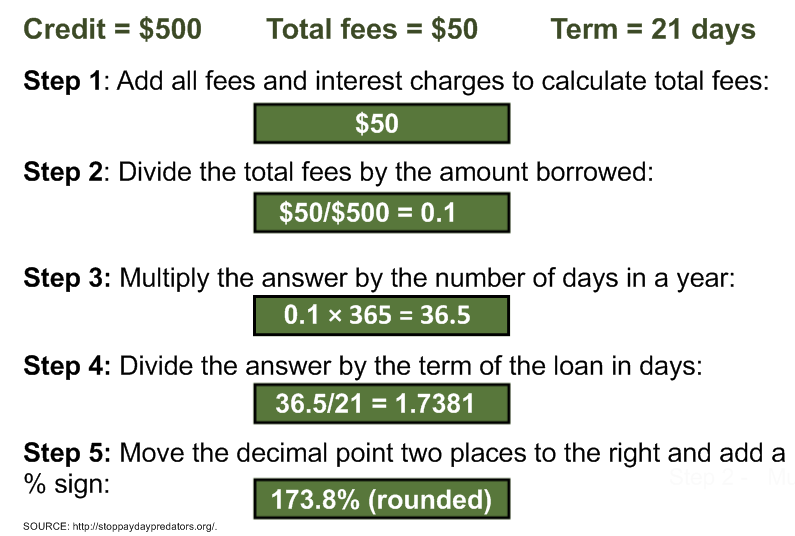 Credit = $500 Total fees = $50 Term = 21 days
Step 1: Add all fees and interest charges to calculate total fees:
$50
Step 2: Divide the total fees by the amount borrowed:
$50/$500 = 0.1
Step 3: Multiply the answer by the number of days in a year:
0.1 × 365 = 36.5
Step 4: Divide the answer by the term of the loan in days:
36.5/21 = 1.7381
Step 5: Move the decimal point two places to the right and add a
% sign:
173.8% (rounded)
SOURCE: http://stoppaydaypredators.org/.